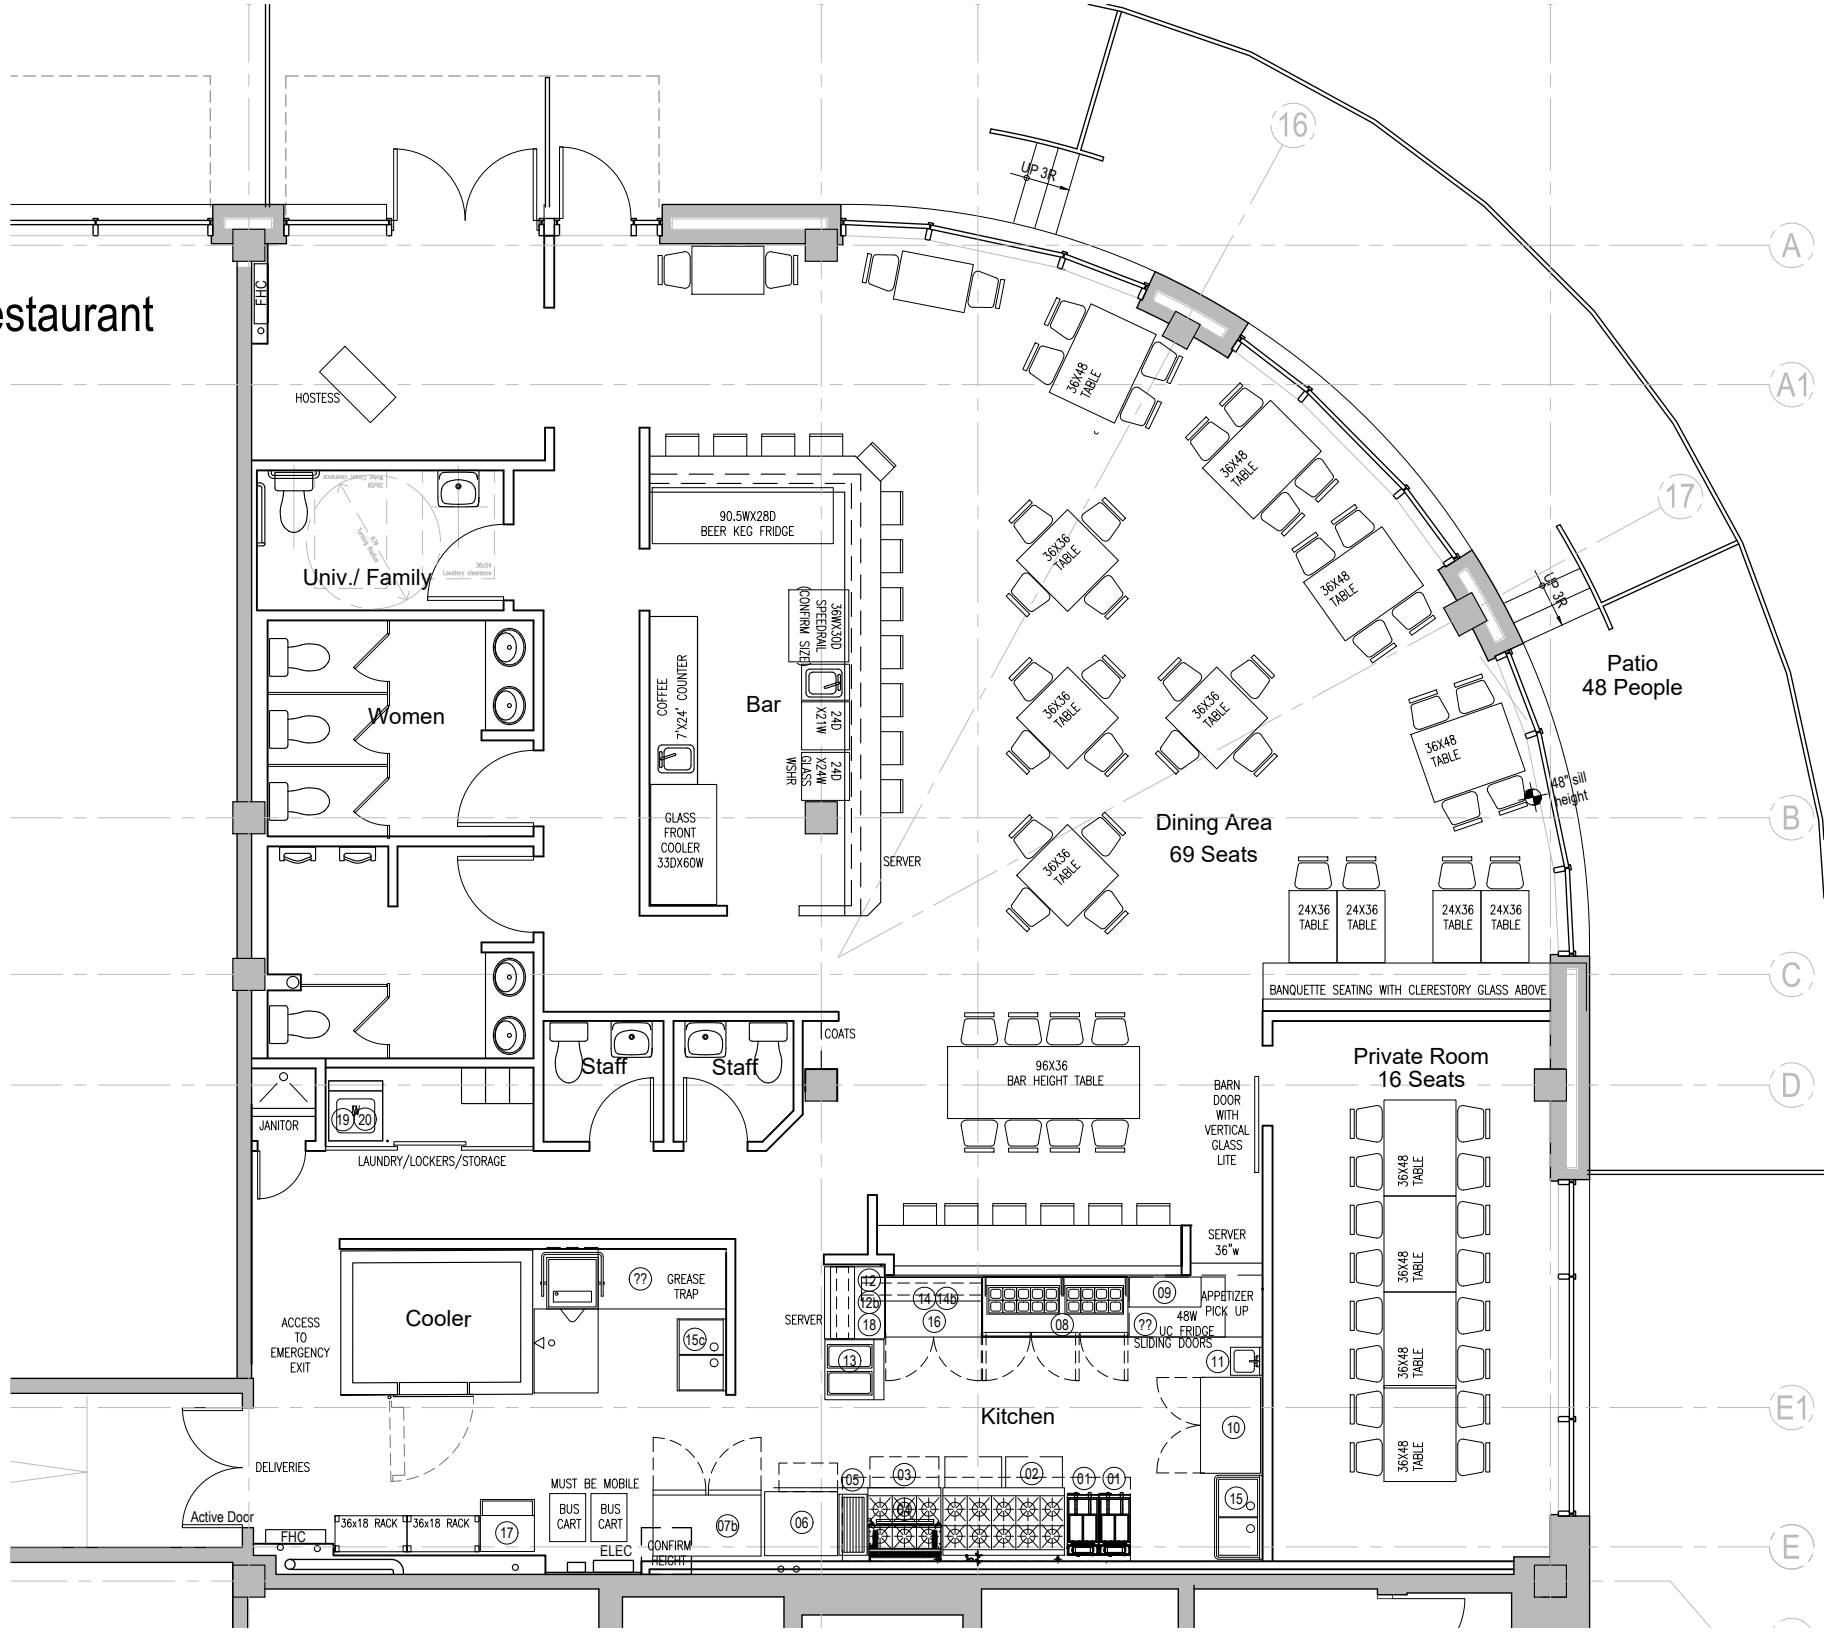 16
UP 3R
A
FHC
estaurant
A1
HOSTESS
36X48
TABLE
36X48
TABLE
17
36x54
Lavatory clearance
Univ./ Family
90.5WX28D
BEER KEG FRIDGE
36X36
TABLE
36X48
TABLE
UP 3R
36WX30D
SPEEDRAIL
(CONFIRM SIZE)
Patio
48 People
COFFEE
7'X24' COUNTER
Bar
24D
X21W
24D
X24W
GLASS
WSHR
Women
36X36
TABLE
36X36
TABLE
36X48
TABLE
48" sill
height
GLASS
FRONT
COOLER
33DX60W
SERVER
36X36
TABLE
Dining Area
69 Seats
B
24X36
TABLE
24X36
TABLE
24X36
TABLE
24X36
TABLE
C
BANQUETTE SEATING WITH CLERESTORY GLASS ABOVE
COATS
Staff
Staff
96X36
BAR HEIGHT TABLE
Private Room
16 Seats
D
BARN
DOOR
WITH
VERTICAL
GLASS
LITE
JANITOR
19
20
LAUNDRY/LOCKERS/STORAGE
36X48
TABLE
36X48
TABLE
36X48
TABLE
36X48
TABLE
SERVER
36"w
??
GREASE
TRAP
Cooler
ACCESS
TO
EMERGENCY
EXIT
15c
SERVER
12
12b
18
13
14
14b
16
08
09
APPETIZER
PICK UP
??
48W
UC FRIDGE
SLIDING DOORS
11
Kitchen
10
E1
DELIVERIES
Active Door
FHC
36x18 RACK
36x18 RACK
17
MUST BE MOBILE
BUS
CART
BUS
CART
ELEC
CONFIRM
HEIGHT
07b
06
05
03
04
02
01
01
15
E